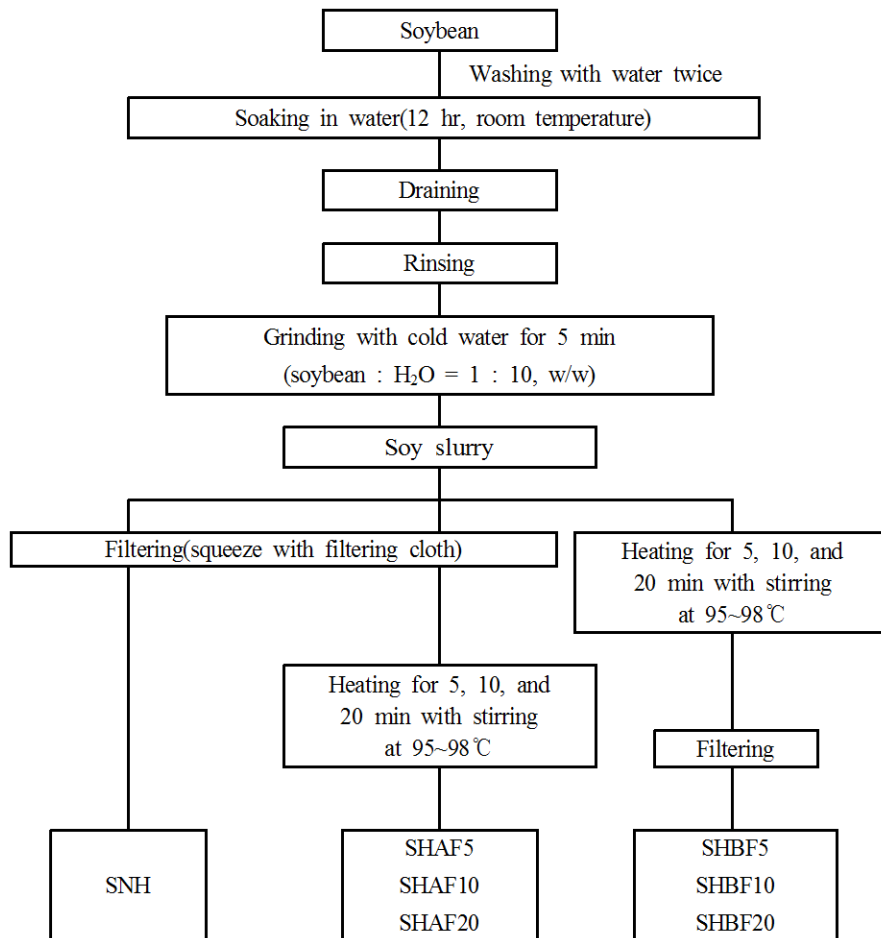 Soybean
Washing with water twice
Soaking in water(12 hr, room temperature)
Draining
Rinsing
Grinding with cold water for 5 min
(soybean : H₂O = 1 : 10, w/w)
Soy slurry
Filtering(squeeze with filtering cloth)
Heating for 5, 10, and
20 min with stirring
at 95~98℃
Heating for 5, 10, and
20 min with stirring
at 95~98℃
Filtering
SNH
SHAF5
SHAF10
SHAF20
SHBF5
SHBF10
SHBF20